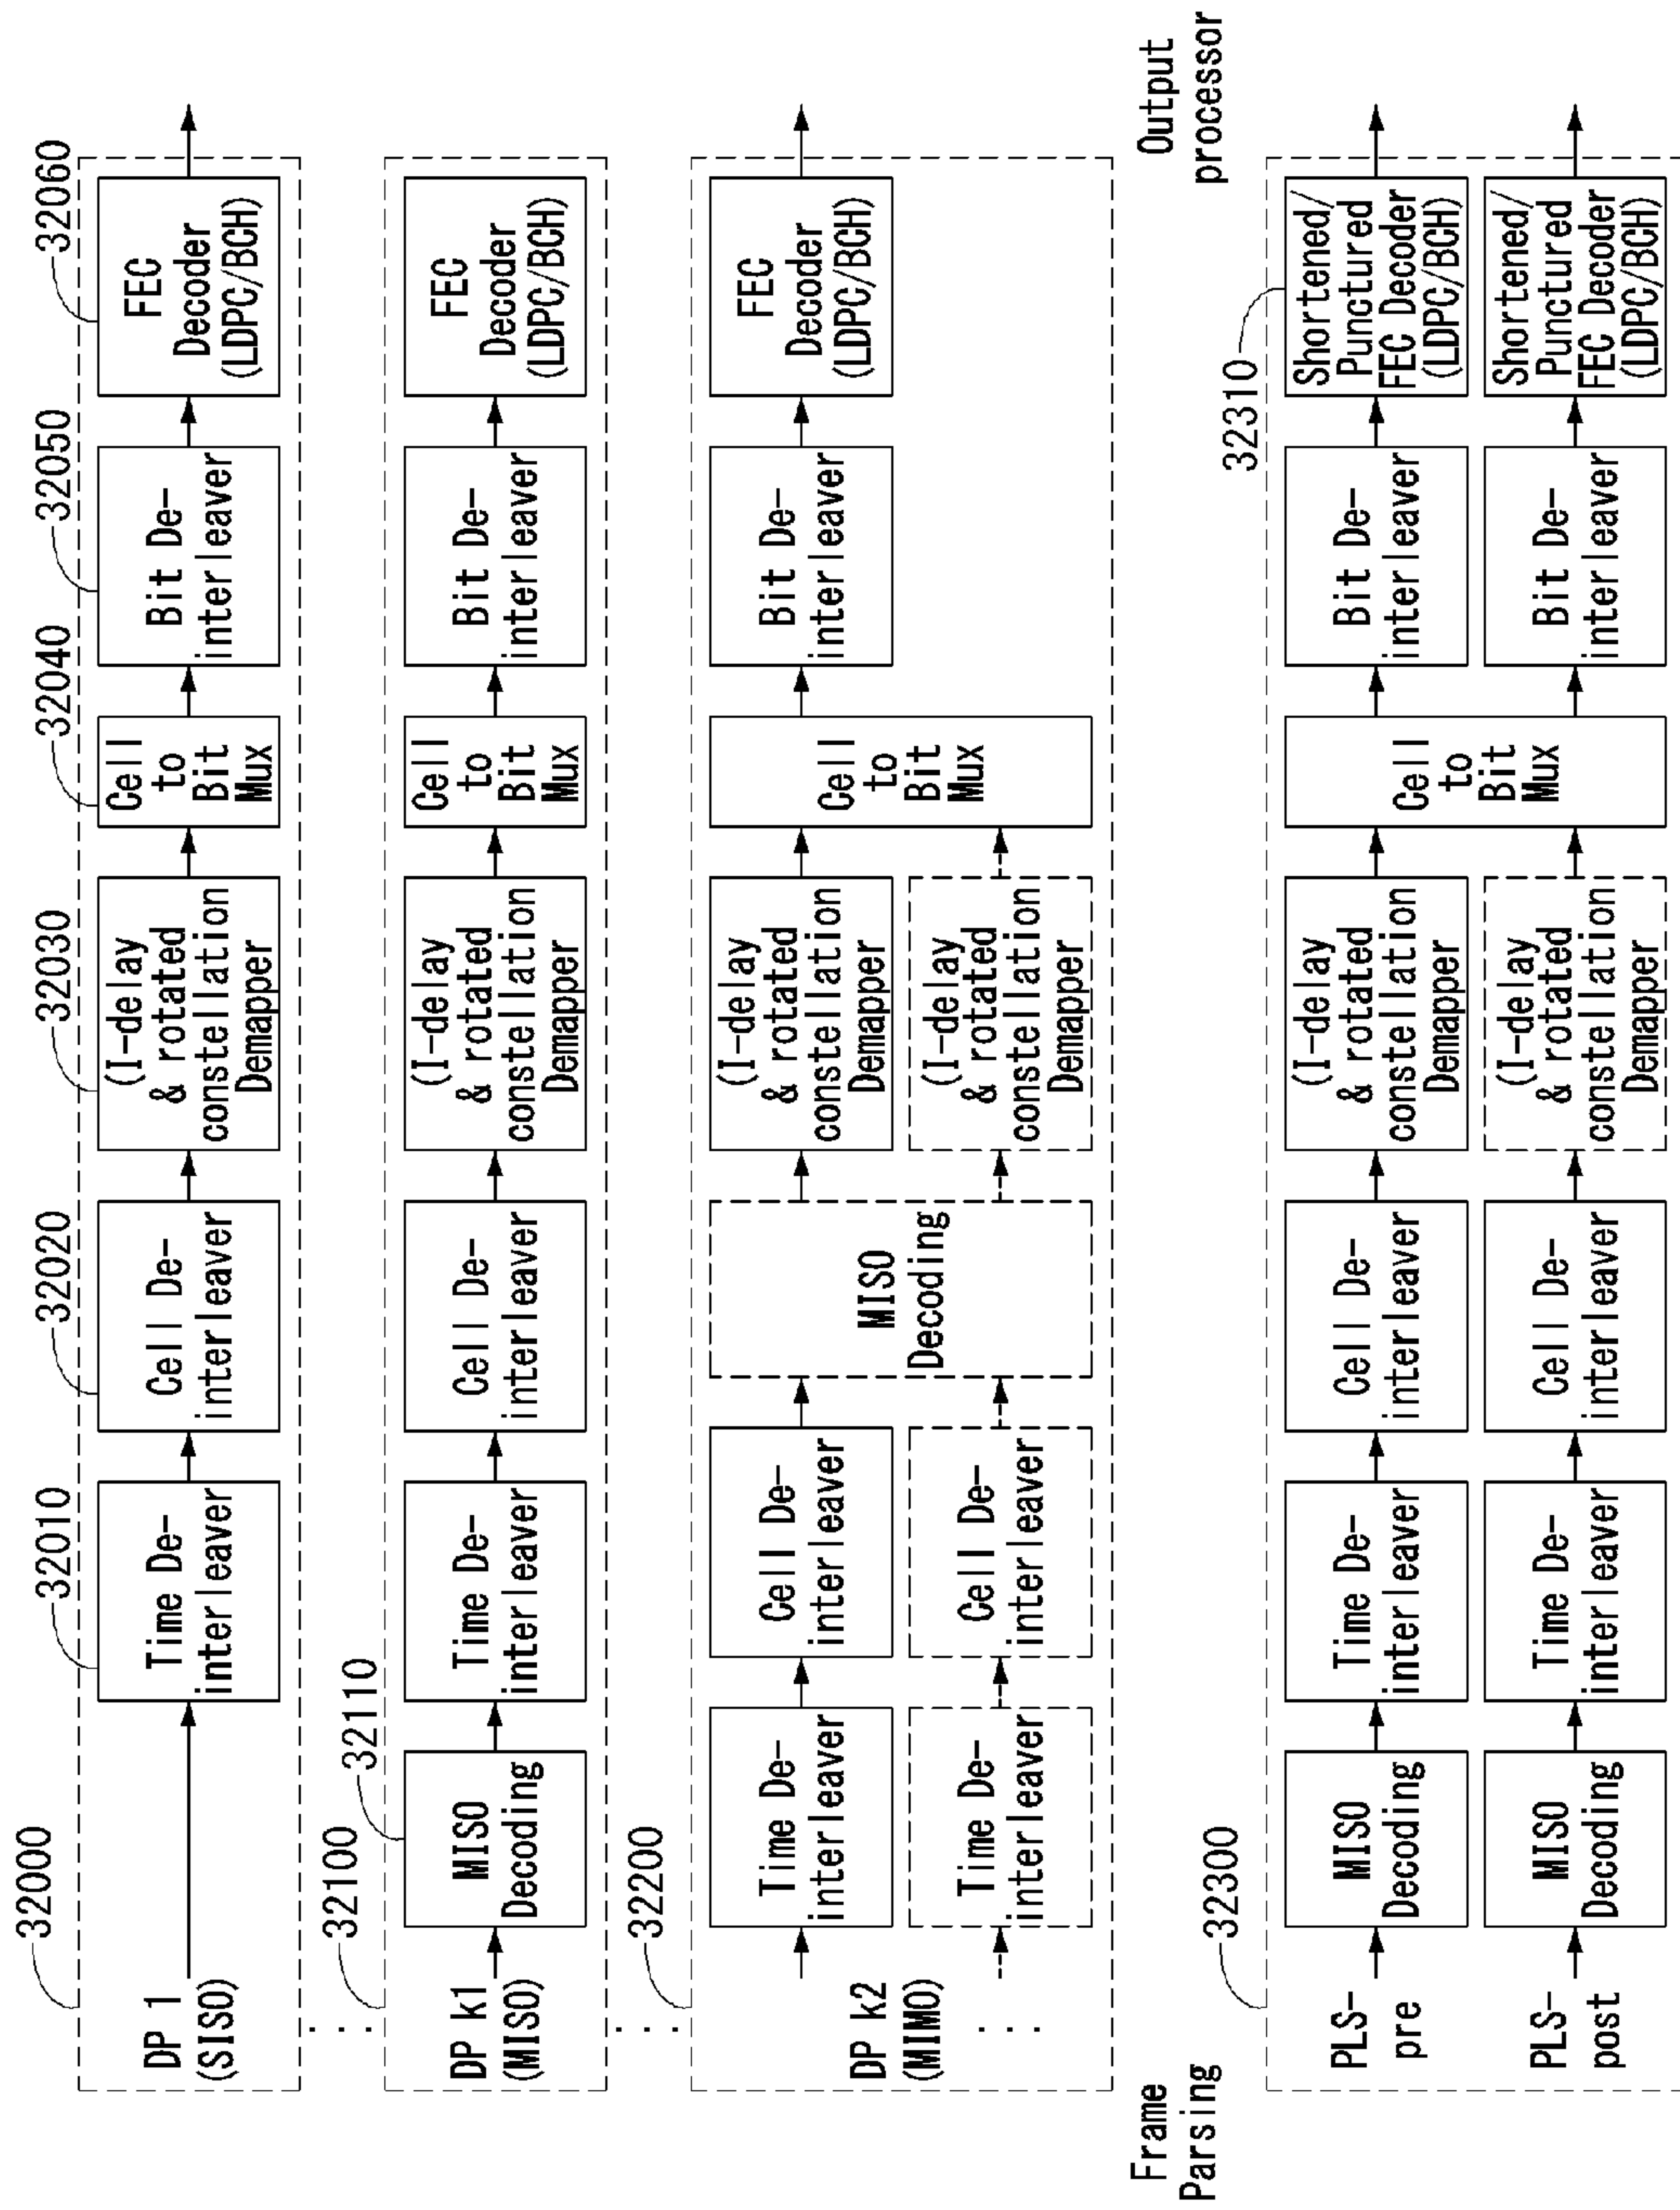 32000
32010
32020
32030
32040
32050
32060
DP 1
(SISO)
Time De-
interleaver
Cell De-
interleaver
(I-delay
& rotated
constellation
Demapper
Cell
to
Bit
Mux
Bit De-
interleaver
FEC
Decoder
(LDPC/BCH)
. . .
32100
32110
DP k1
(MISO)
MISO
Decoding
Time De-
interleaver
Cell De-
interleaver
(I-delay
& rotated
constellation
Demapper
Cell
to
Bit
Mux
Bit De-
interleaver
FEC
Decoder
(LDPC/BCH)
. . .
32200
DP k2
(MIMO)
. . .
Time De-
interleaver
Cell De-
interleaver
Time De-
interleaver
Cell De-
interleaver
MISO
Decoding
(I-delay
& rotated
constellation
Demapper
(I-delay
& rotated
constellation
Demapper
Cell
to
Bit
Mux
Bit De-
interleaver
FEC
Decoder
(LDPC/BCH)
Frame
Parsing
Output
processor
32300
32310
PLS-
pre
MISO
Decoding
Time De-
interleaver
Cell De-
interleaver
(I-delay
& rotated
constellation
Demapper
Cell
to
Bit
Mux
Bit De-
interleaver
Shortened/
Punctured
FEC Decoder
(LDPC/BCH)
PLS-
post
MISO
Decoding
Time De-
interleaver
Cell De-
interleaver
(I-delay
& rotated
constellation
Demapper
Bit De-
interleaver
Shortened/
Punctured
FEC Decoder
(LDPC/BCH)